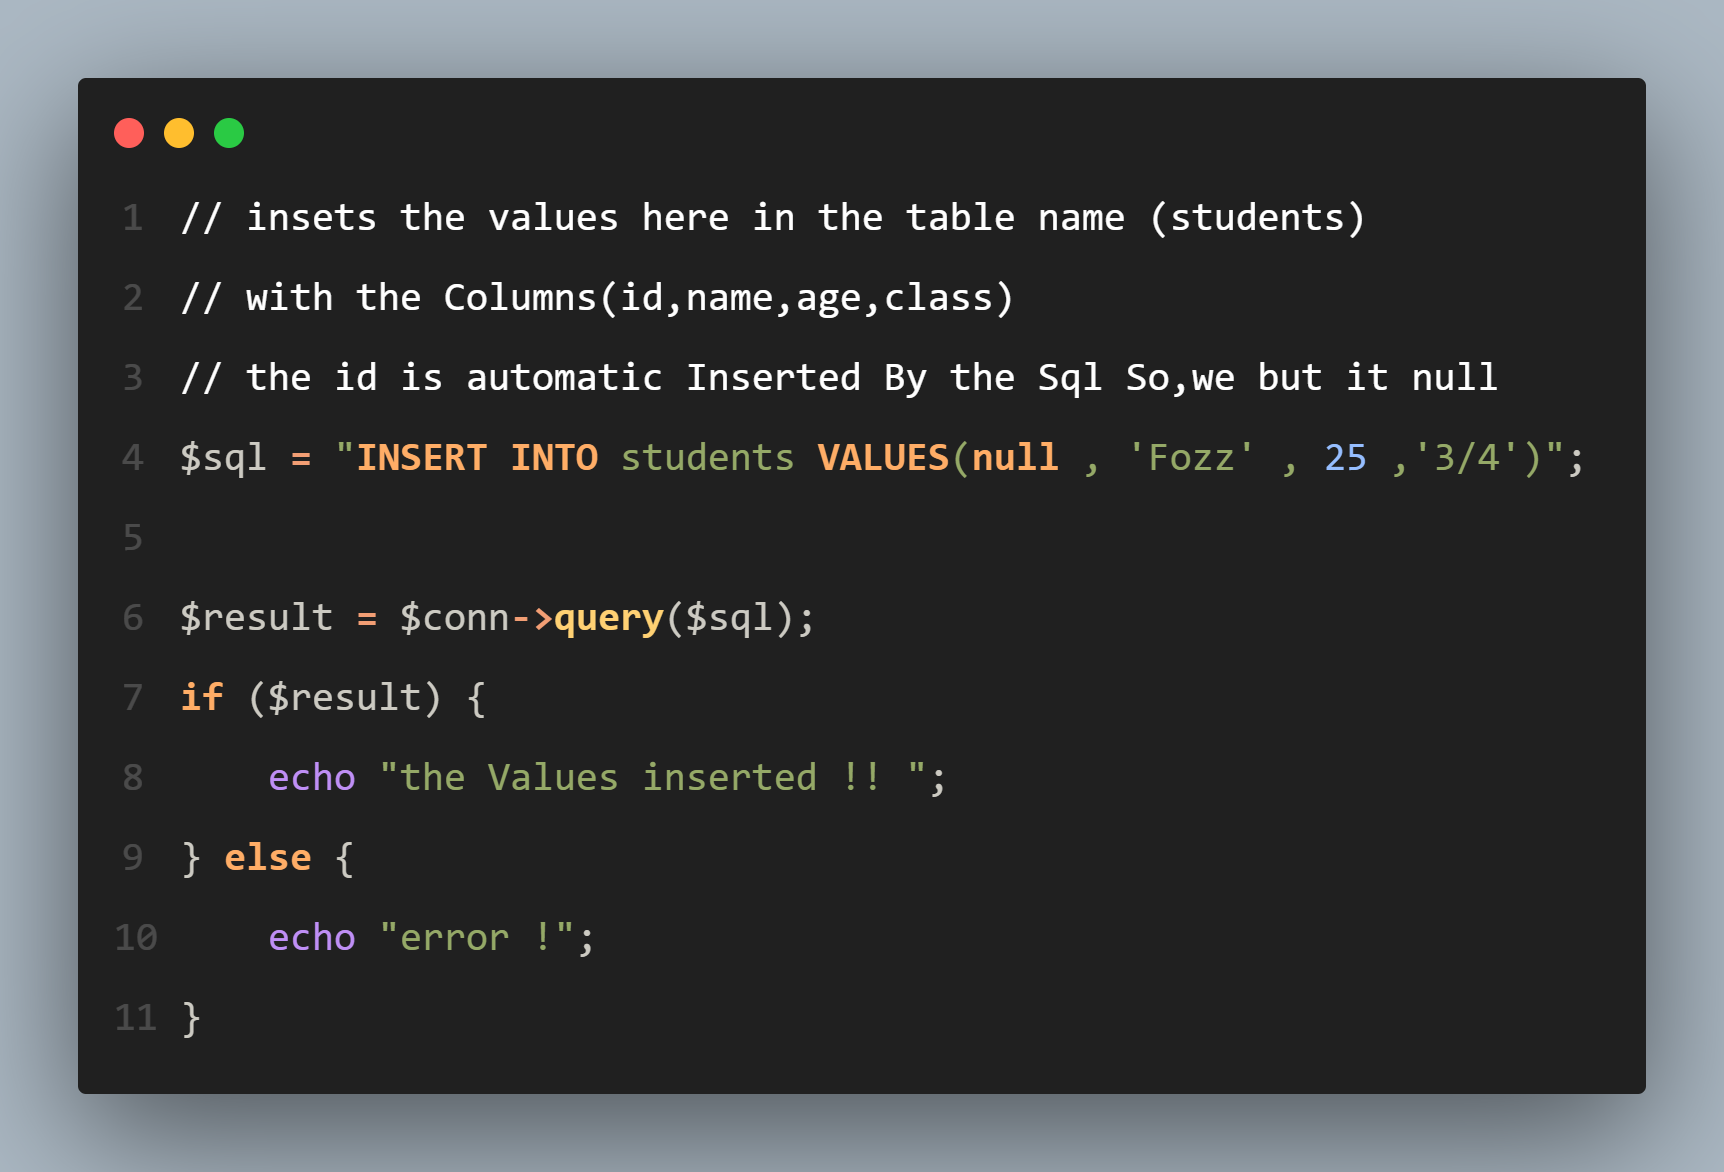 1 // insets the values here in the table name (students)
2 // with the Columns(id,name,age,class)
3 // the id is automatic Inserted By the Sql So,we but it null
4 $sql = "INSERT INTO students VALUES(null , 'Fozz' , 25 ,'3/4')";
5
6 $result = $conn->query($sql);
7 if ($result) {
8     echo "the Values inserted !! ";
9 } else {
10     echo "error !";
11 }